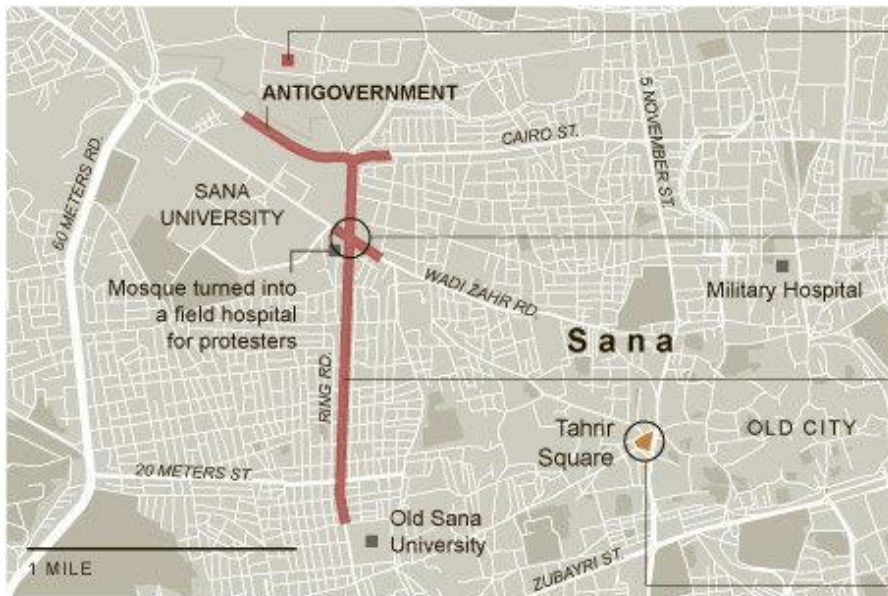 ANTIGOVERNMENT
CAIRO ST.
5 NOVEMBER ST.
60 METERS RD.
SANA
UNIVERSITY
Mosque turned into
a field hospital
for protesters
WADI ZAHR RD.
Military Hospital
Sana
RING RD.
Tahrir
Square
OLD CITY
20 METERS ST.
Old Sana
University
ZUBAYRI ST.
1 MILE